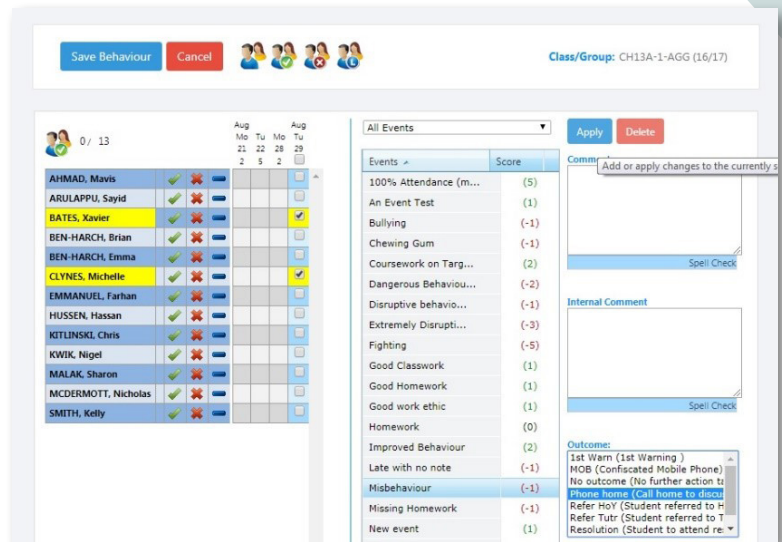 Save Behaviour Cancel L Class/Group: CH13A-1-AGG (16/17)
0/ 13
Aug Aug
Mo Tu Mo Tu
21 22 28 29
2 5 2
AHMAD, Mavis
ARULAPPU, Sayid
BATES, Xavier
BEN-HARCH, Brian
BEN-HARCH, Emma
CLYNES, Michelle
EMMANUEL, Farhan
HUSSEN, Hassan
KITLINSKI, Chris
KWIK, Nigel
MALAK, Sharon
MCDERMOTT, Nicholas
SMITH, Kelly
All Events
Events Score
100% Attendance (m... (5)
An Event Test (1)
Bullying (-1)
Chewing Gum (-1)
Coursework on Targ... (2)
Dangerous Behaviou... (-2)
Disruptive behavio... (-1)
Extremely Disrupti... (-3)
Fighting (-5)
Good Classwork (1)
Good Homework (1)
Good work ethic (1)
Homework (0)
Improved Behaviour (2)
Late with no note (-1)
Misbehaviour (-1)
Missing Homework (-1)
New event (1)
Apply Delete
Comm
Add or apply changes to the currently s
Spell Check
Internal Comment
Spell Check
Outcome:
1st Warn (1st Warning )
MOB (Confiscated Mobile Phone)
No outcome (No further action ta
Phone home (Call home to discus
Refer HoY (Student referred to H
Refer Tutr (Student referred to T
Resolution (Student to attend re